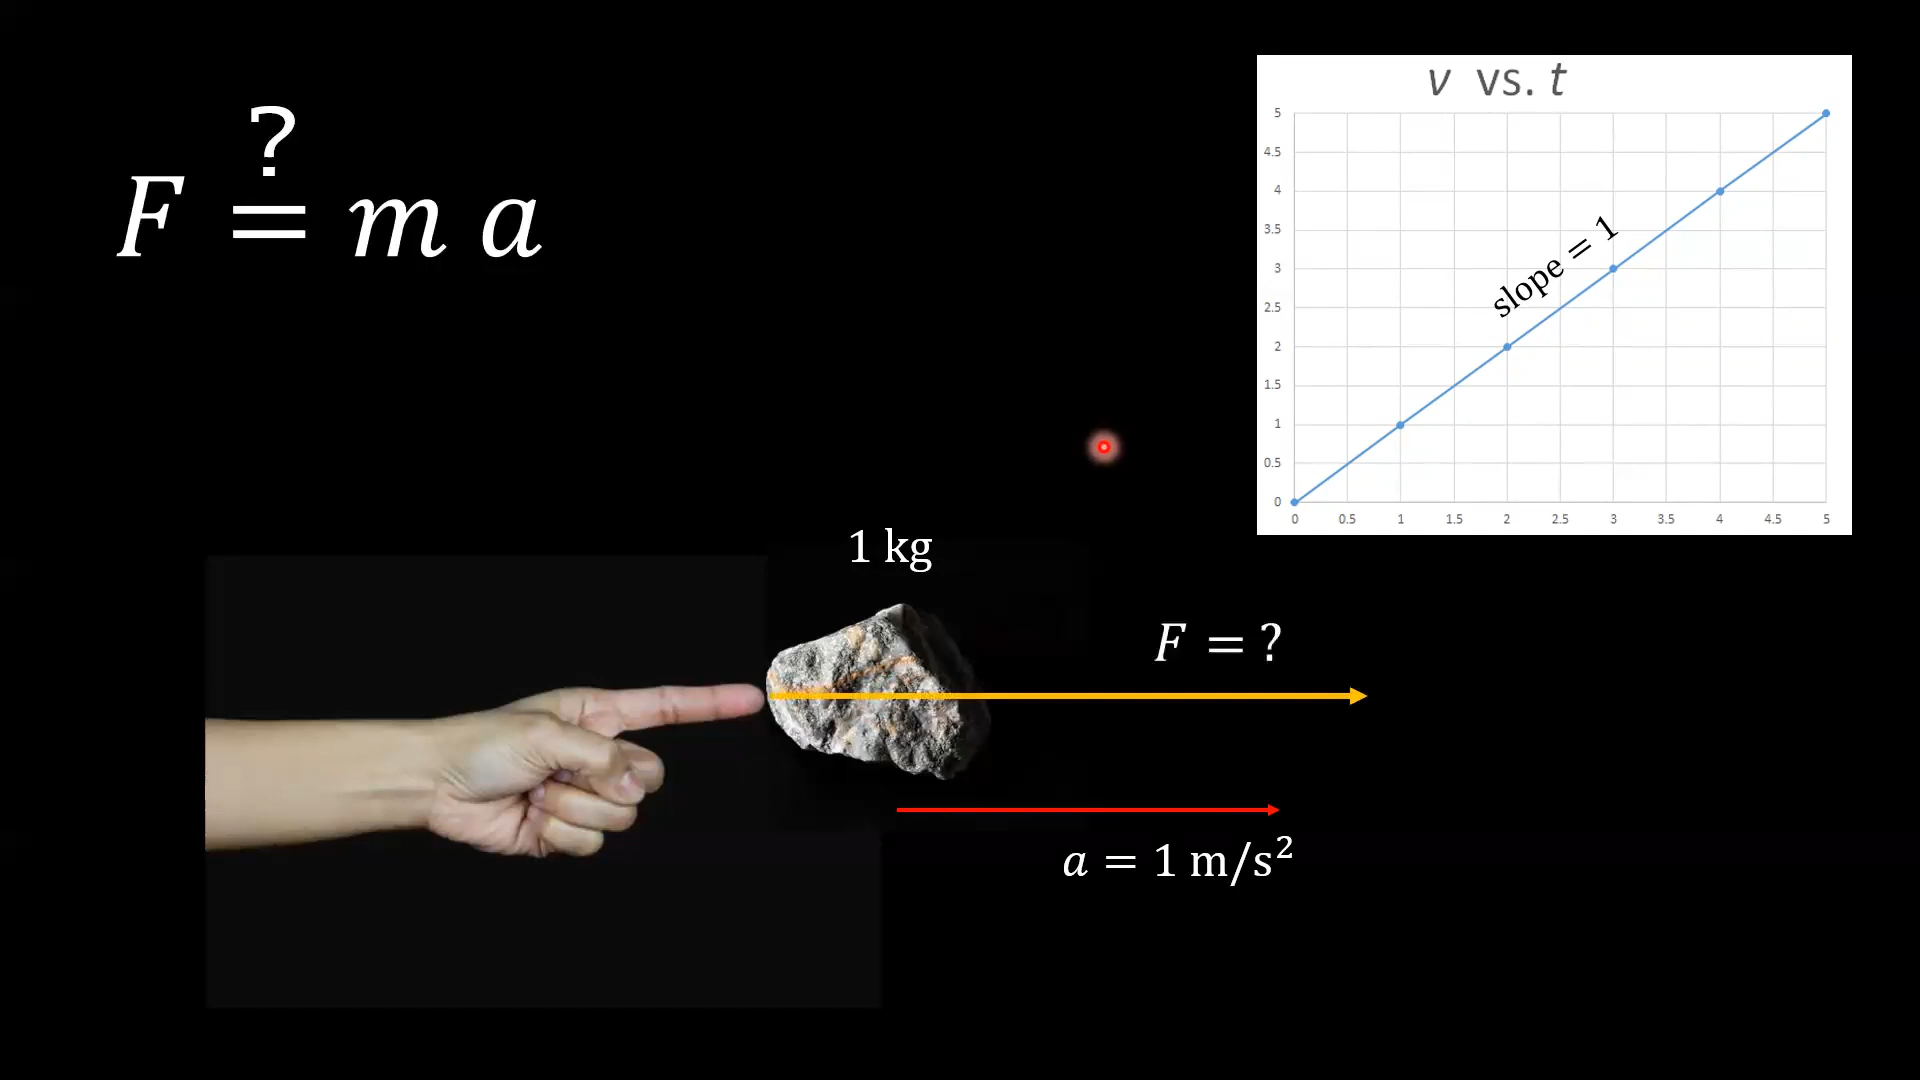 ?
F = m a
v vs. t
5
4.5
4
3.5
3
2.5
2
1.5
1
0.5
0
0 0.5 1 1.5 2 2.5 3 3.5 4 4.5 5
slope = 1
1 kg
F = ?
a = 1 m/s²